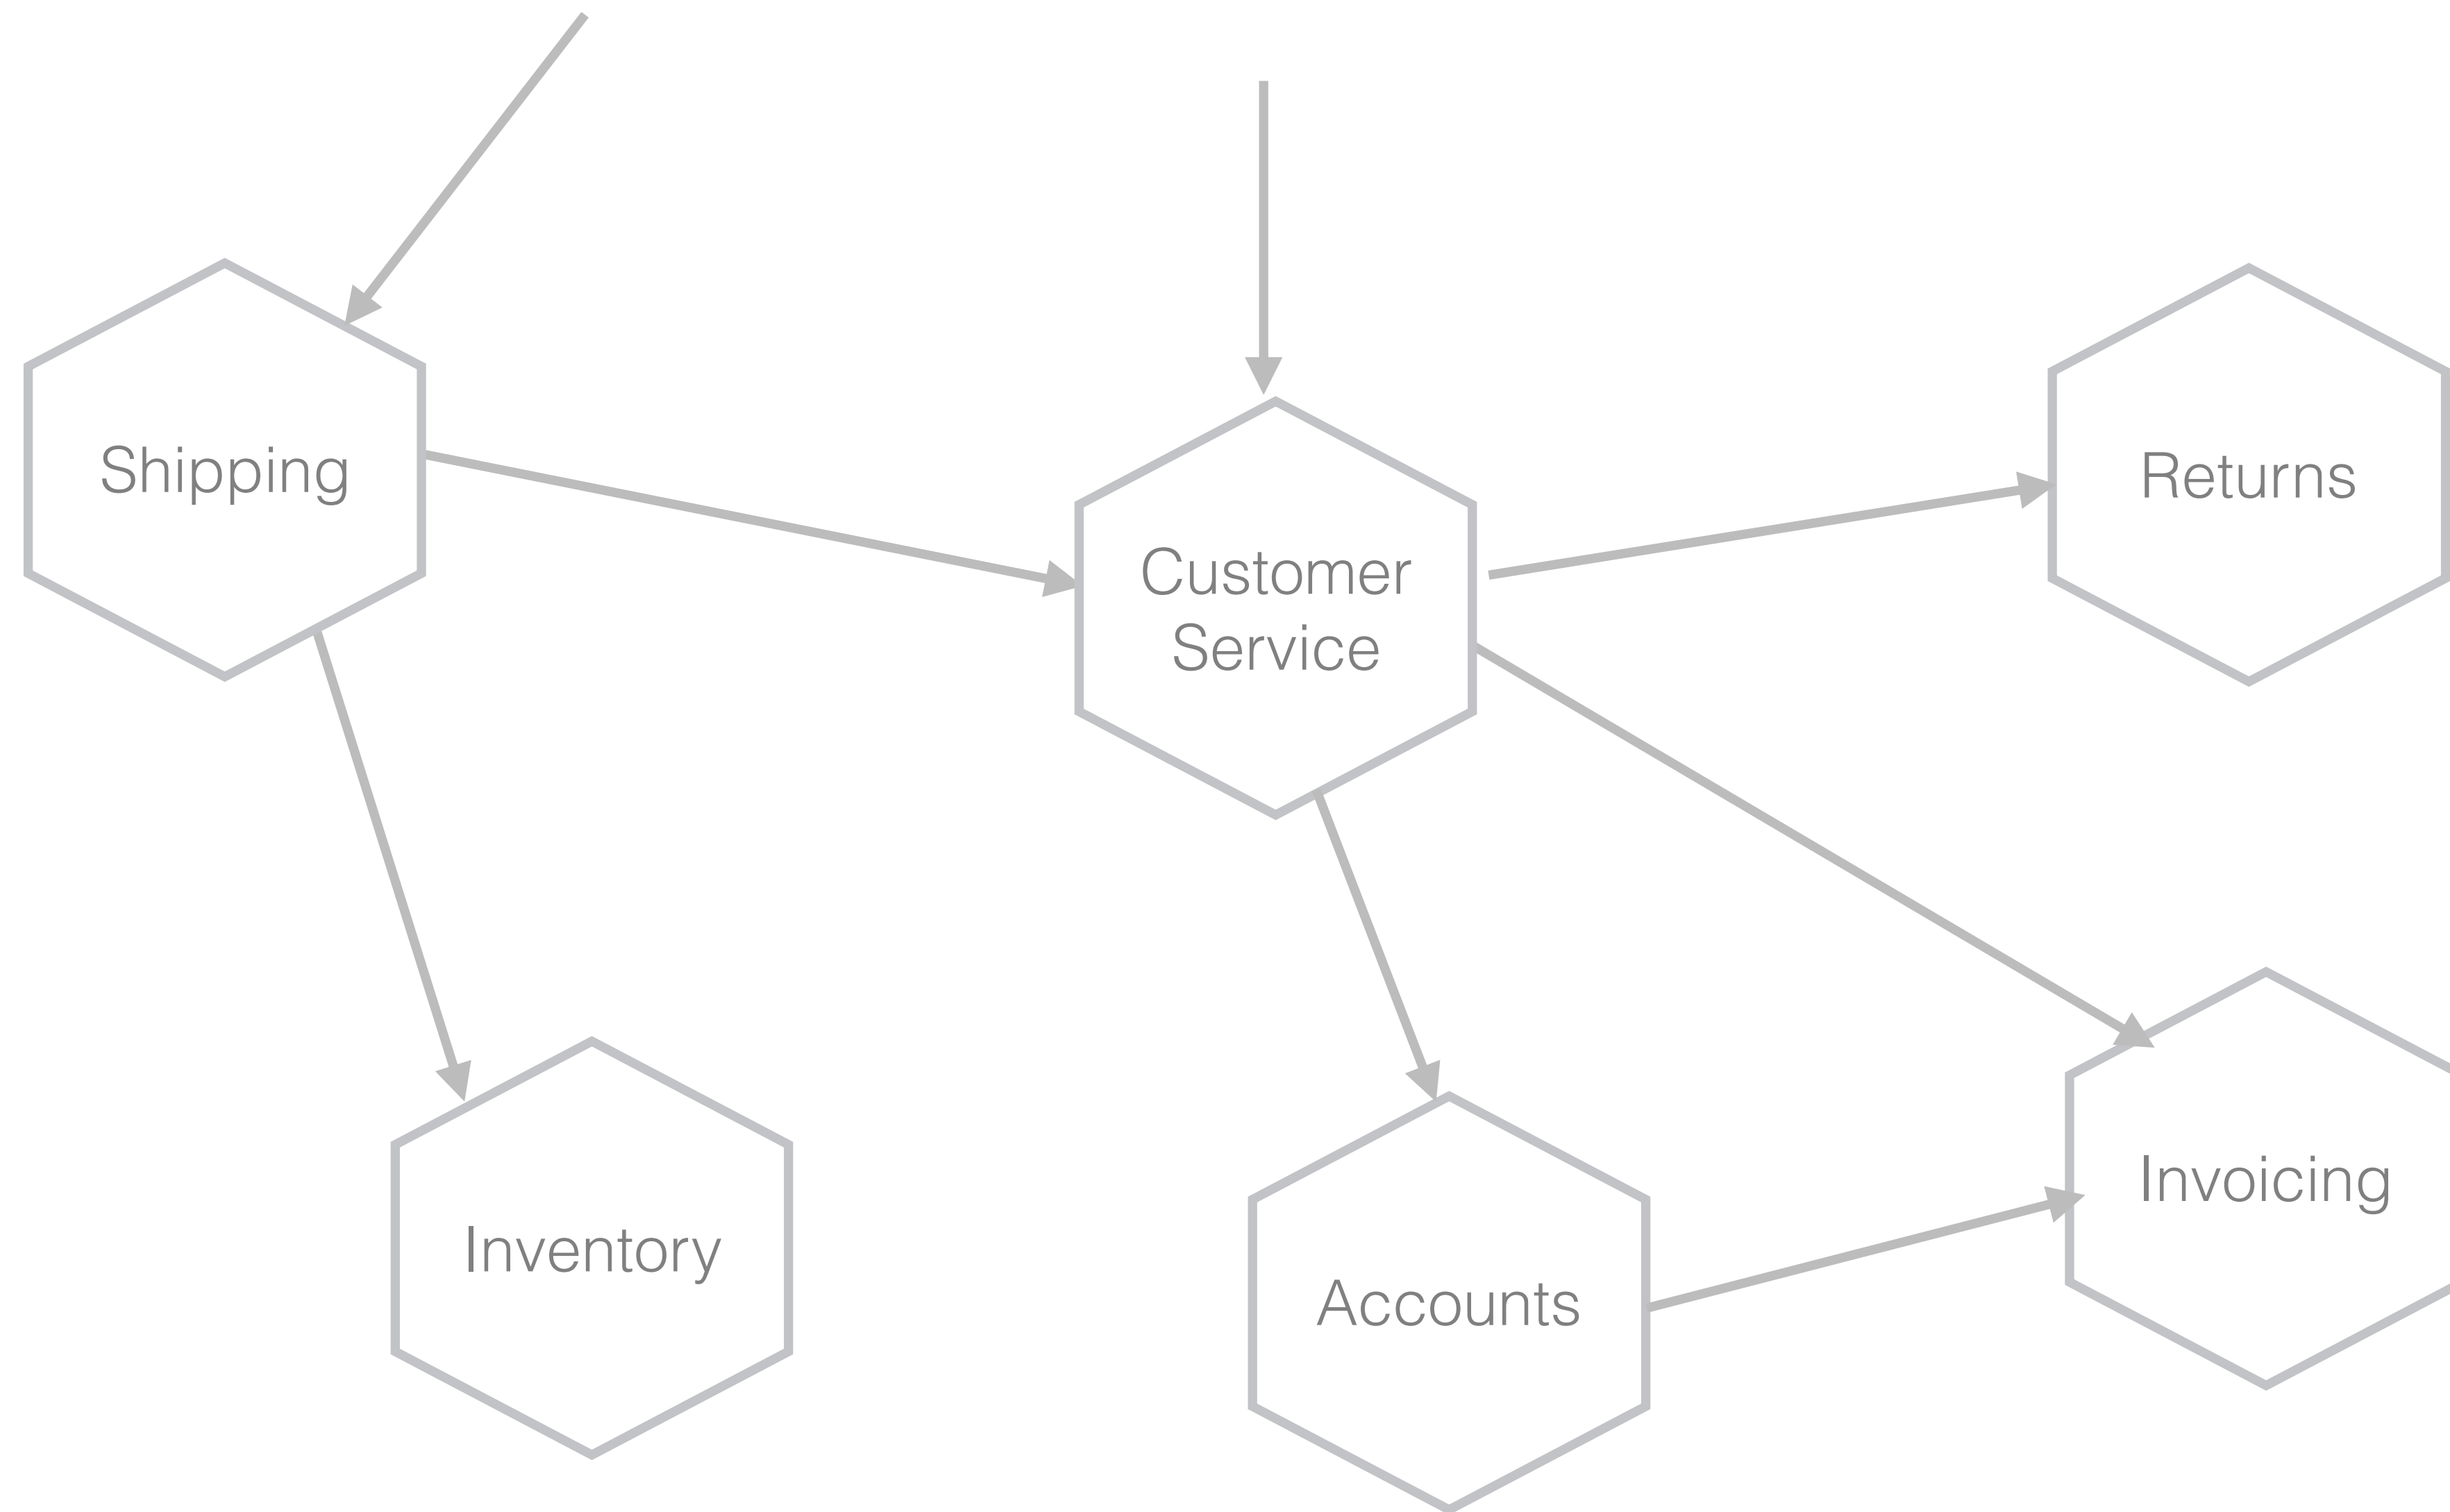 Shipping
Customer
Service
Returns
Inventory
Accounts
Invoicing